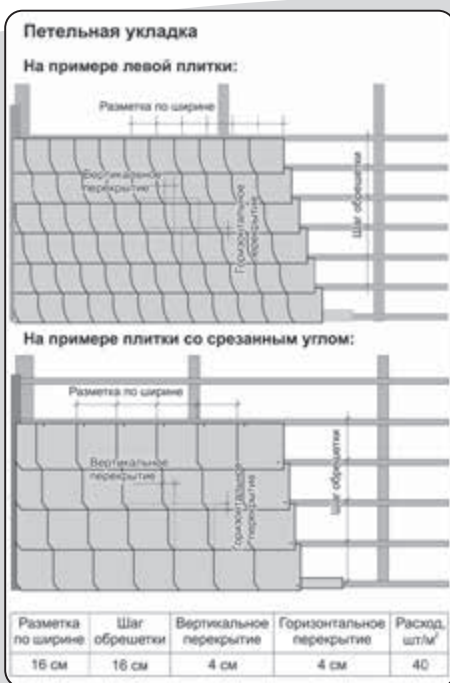 Петельная укладка
На примере левой плитки:
Разметка по ширине
Вертикальное
перекрытие
Горизонтальное
перекрытие
Шаг обрешетки
На примере плитки со срезанным углом:
Разметка по ширине
Вертикальное
перекрытие
Горизонтальное
перекрытие
Шаг обрешетки
Разметка по ширине Шаг обрешетки Вертикальное перекрытие Горизонтальное перекрытие Расход, шт/м²
16 см 16 см 4 см 4 см 40